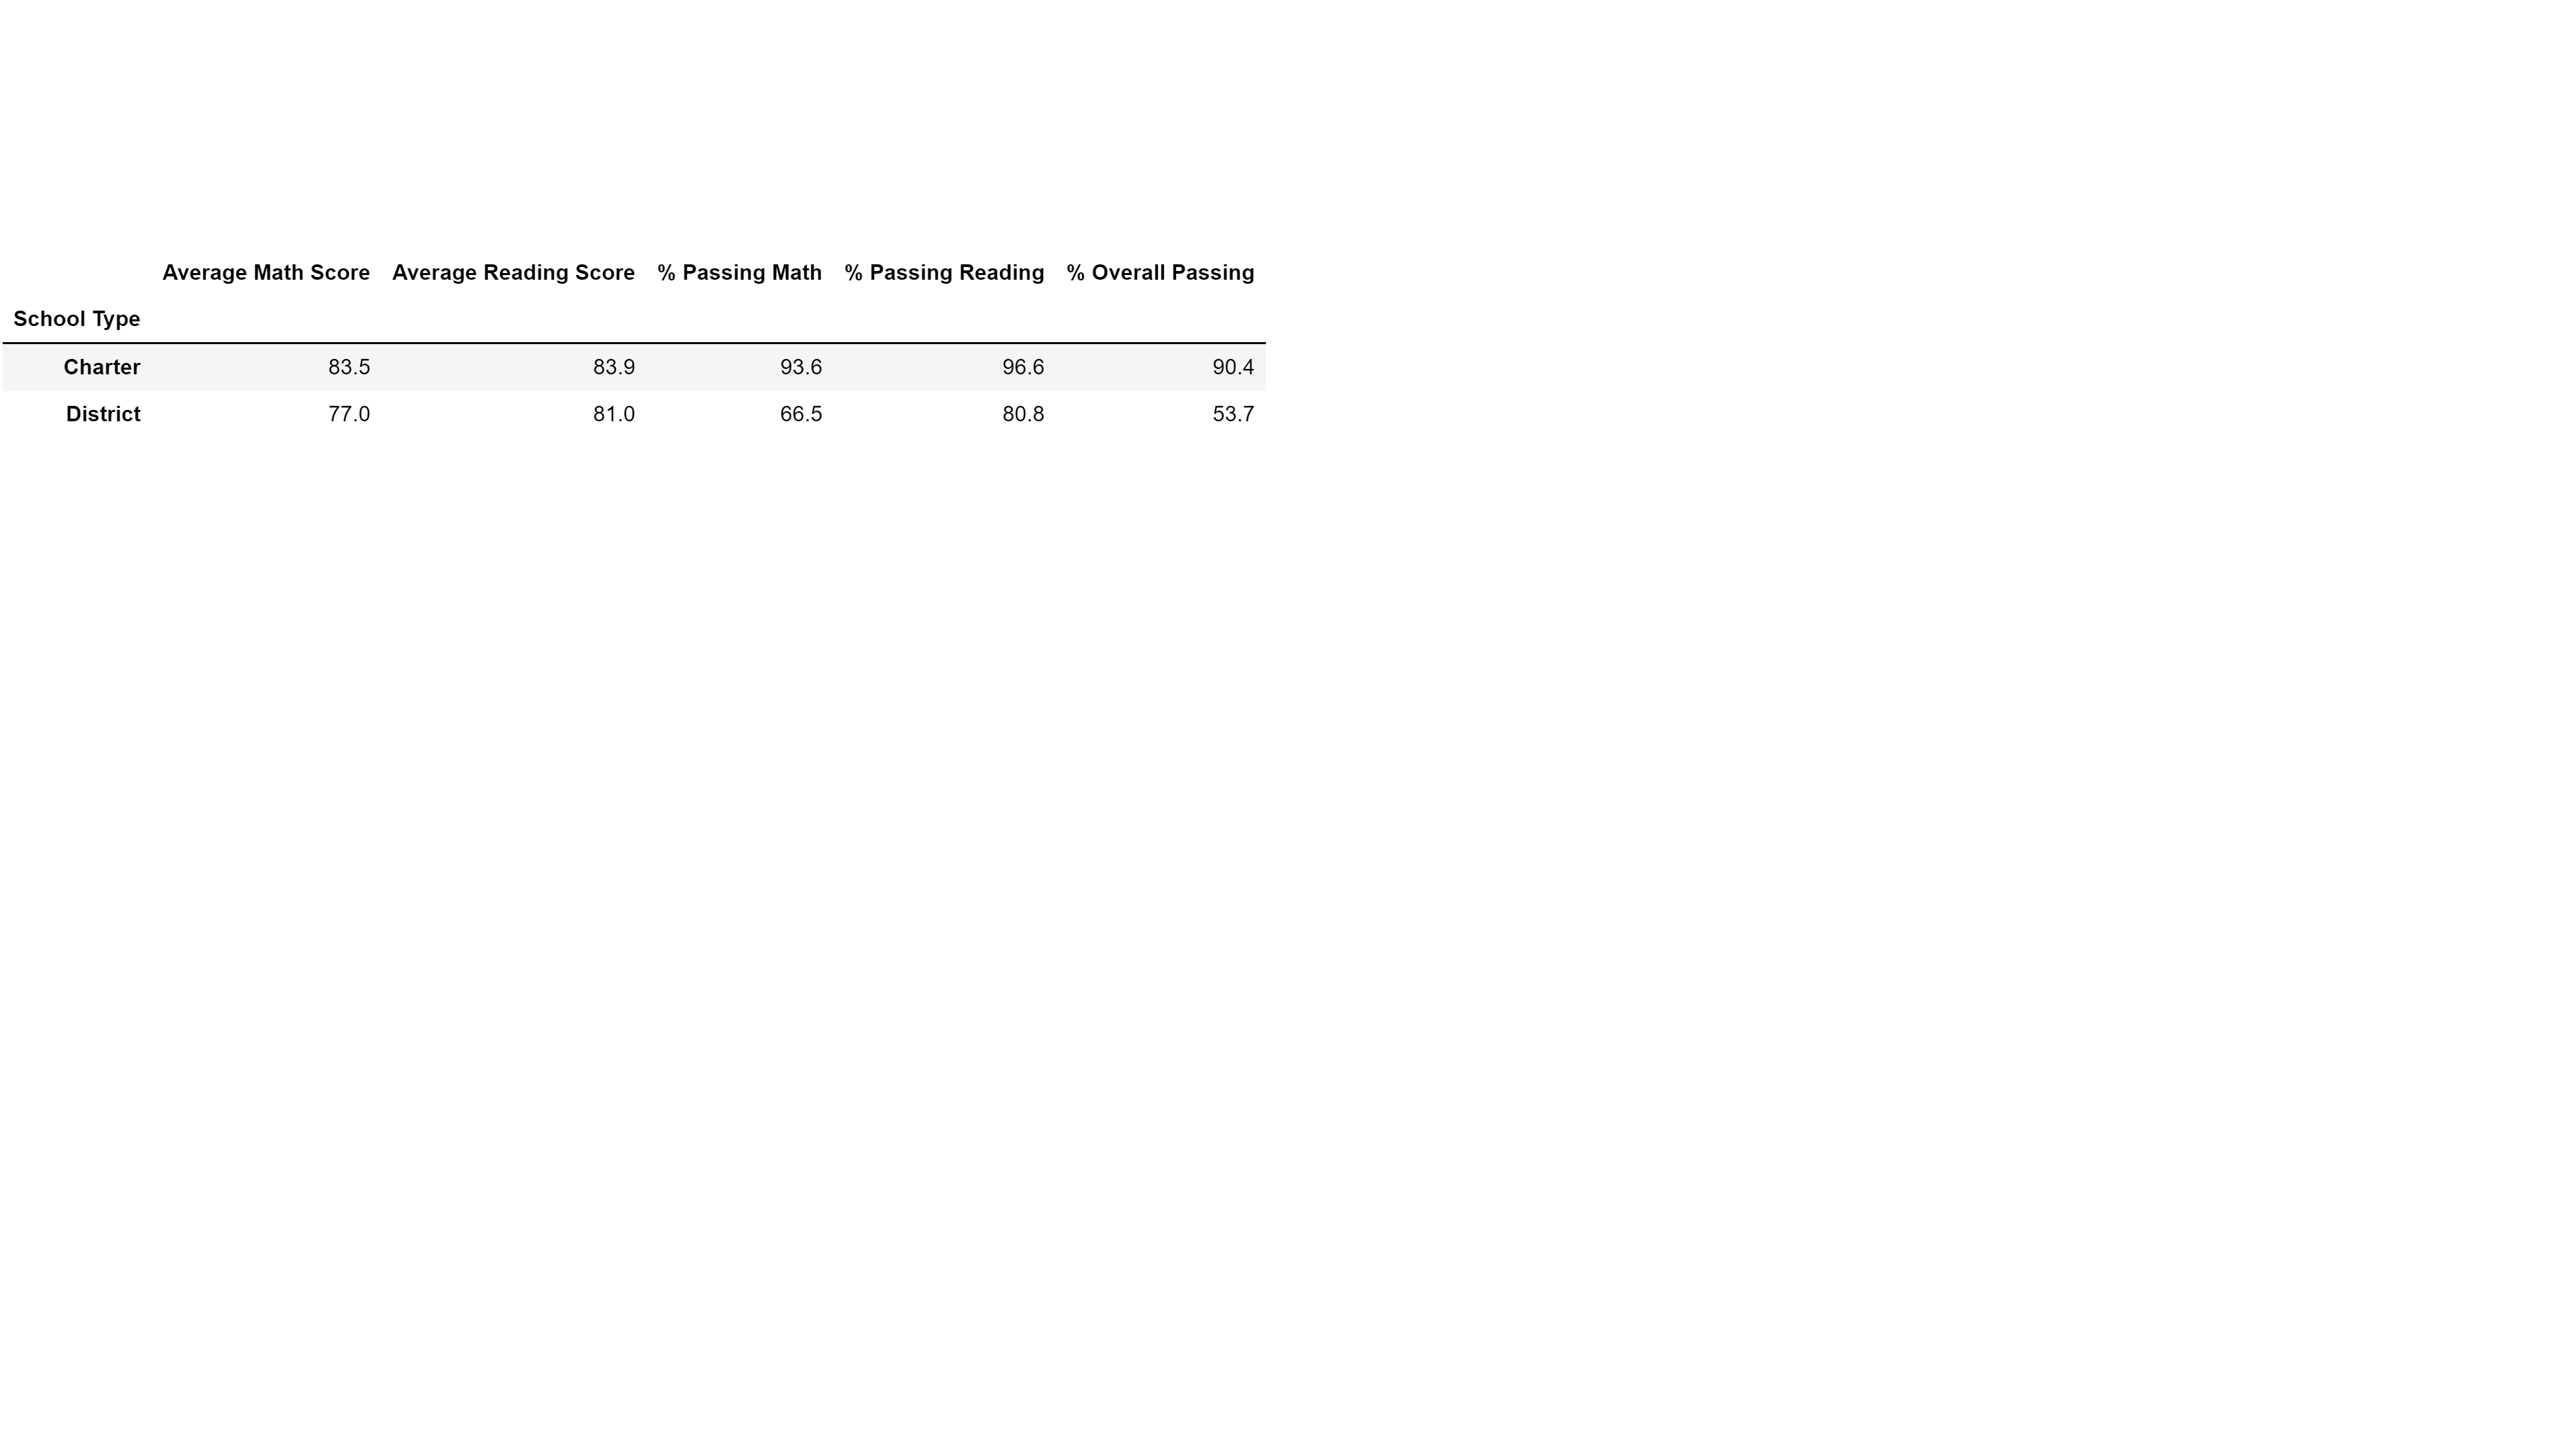 Average Math Score Average Reading Score % Passing Math % Passing Reading % Overall Passing
School Type
Charter 83.5 83.9 93.6 96.6 90.4
District 77.0 81.0 66.5 80.8 53.7